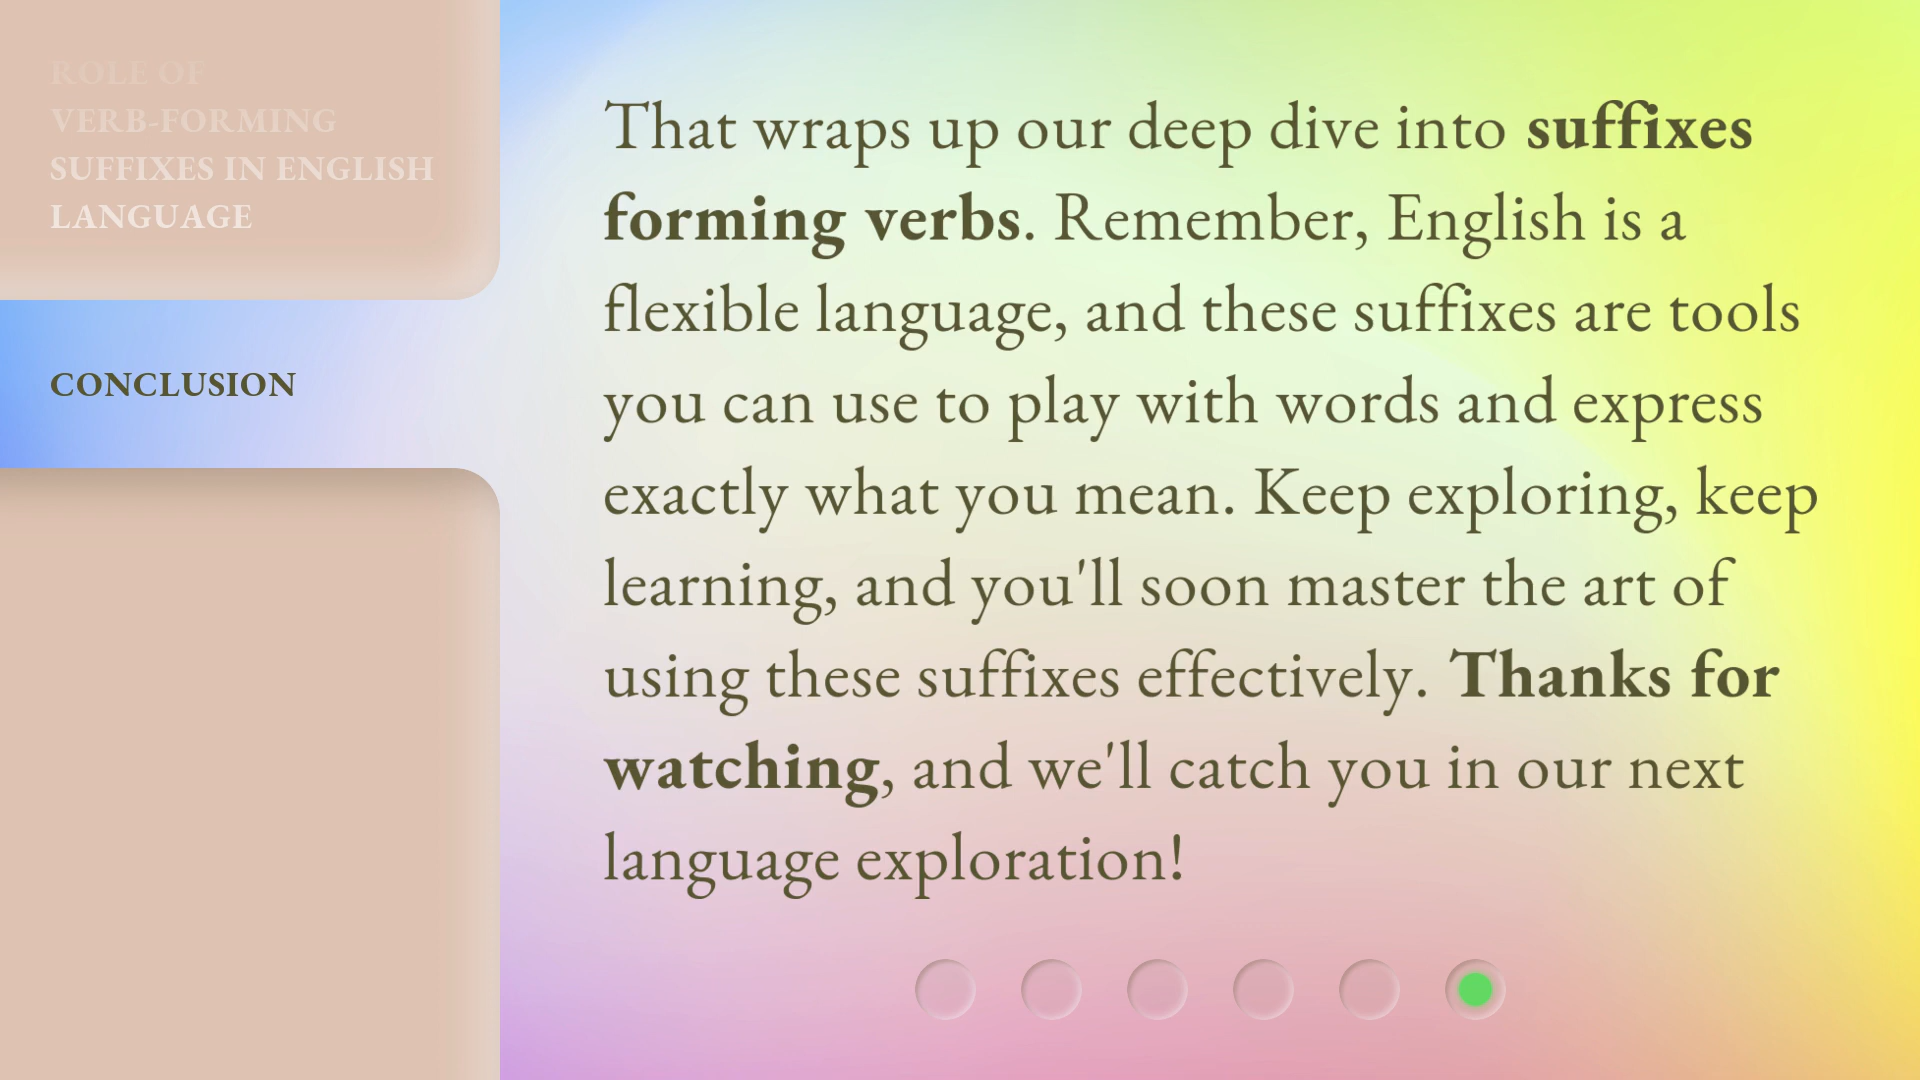 ROLE OF
VERB-FORMING
SUFFIXES IN ENGLISH
LANGUAGE
CONCLUSION
That wraps up our deep dive into suffixes
forming verbs. Remember, English is a
flexible language, and these suffixes are tools
you can use to play with words and express
exactly what you mean. Keep exploring, keep
learning, and you'll soon master the art of
using these suffixes effectively. Thanks for
watching, and we'll catch you in our next
language exploration!